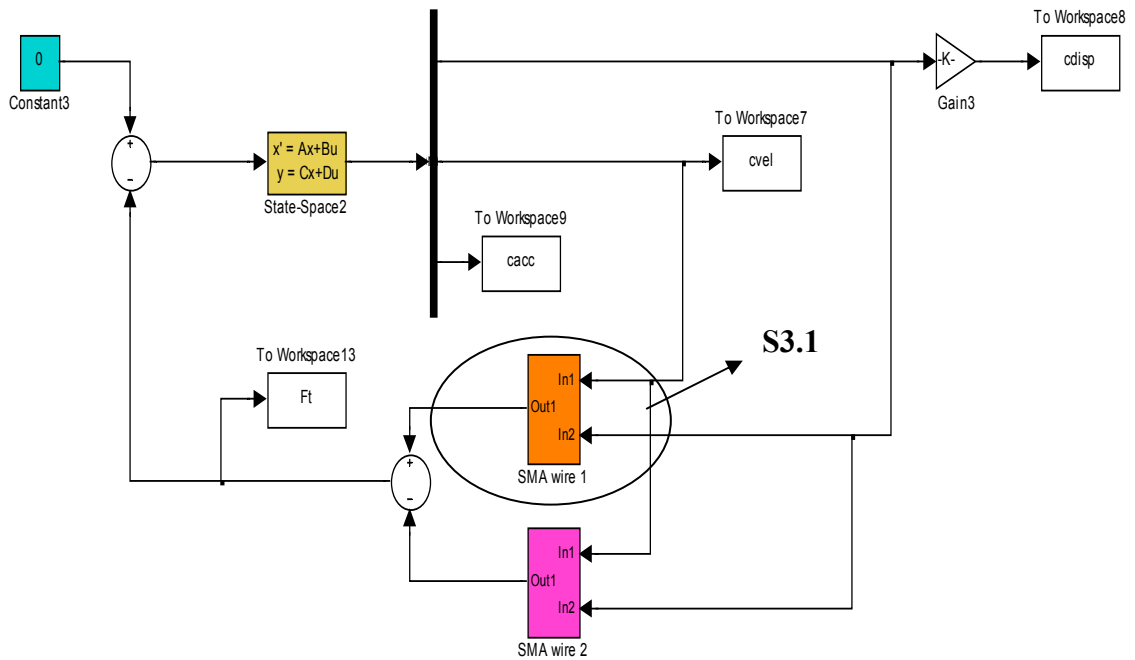 To Workspace8
0
Constant3
-K-
Gain3
cdisp
To Workspace7
cvel
+
-
x' = Ax+Bu
y = Cx+Du
State-Space2
To Workspace9
cacc
S3.1
To Workspace13
Ft
In1
Out1
In2
SMA wire 1
+
-
In1
Out1
In2
SMA wire 2